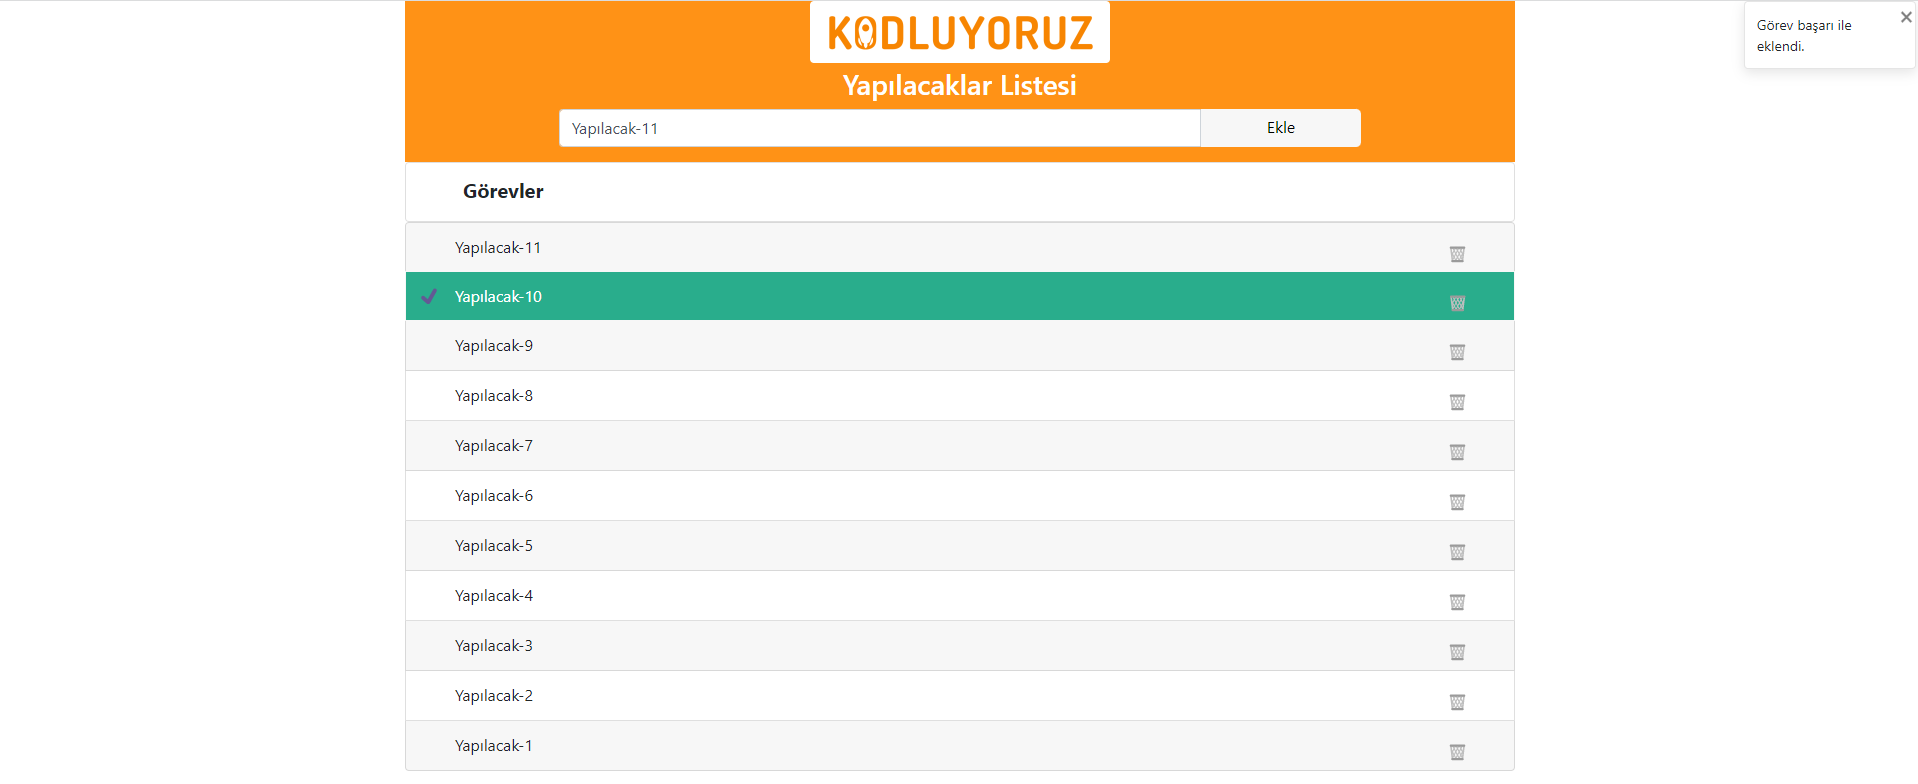 KODLUYORUZ
Yapılacaklar Listesi
Yapılacak-11
Ekle
Görev başarı ile
eklendi.
Görevler
Yapılacak-11
Yapılacak-10
Yapılacak-9
Yapılacak-8
Yapılacak-7
Yapılacak-6
Yapılacak-5
Yapılacak-4
Yapılacak-3
Yapılacak-2
Yapılacak-1